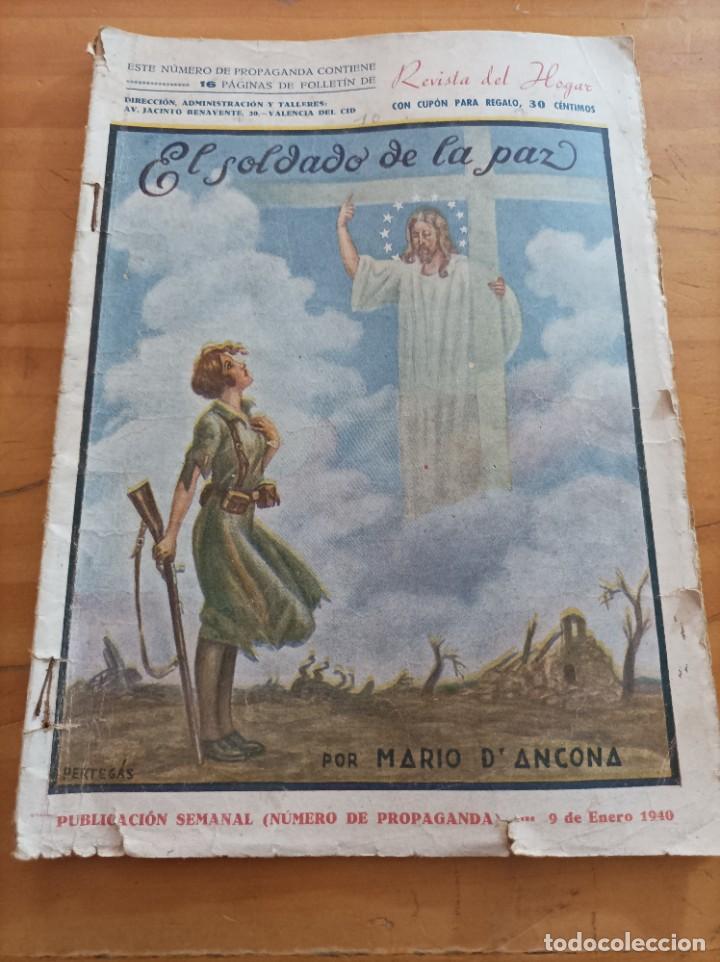 ESTE NÚMERO DE PROPAGANDA CONTIENE
16 PÁGINAS DE FOLLETÍN DE
Revista del Hogar
DIRECCIÓN, ADMINISTRACIÓN Y TALLERES:
AV. JACINTO BENAVENTE, 20.-VALENCIA DEL CID
CON CUPÓN PARA REGALO, 30 CÉNTIMOS
El soldado de la paz
POR MARIO D'ANCONA
PERTEGÁS
PUBLICACIÓN SEMANAL (NÚMERO DE PROPAGANDA) 9 de Enero 1940
todocoleccion